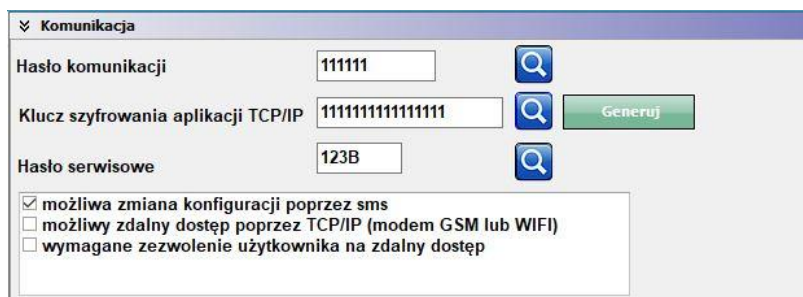 Komunikacja
Hasło komunikacji 111111
Klucz szyfrowania aplikacji TCP/IP 1111111111111111 Generuj
Hasło serwisowe 123B
możliwa zmiana konfiguracji poprzez sms
możliwy zdalny dostęp poprzez TCP/IP (modem GSM lub WIFI)
wymagane zezwolenie użytkownika na zdalny dostęp